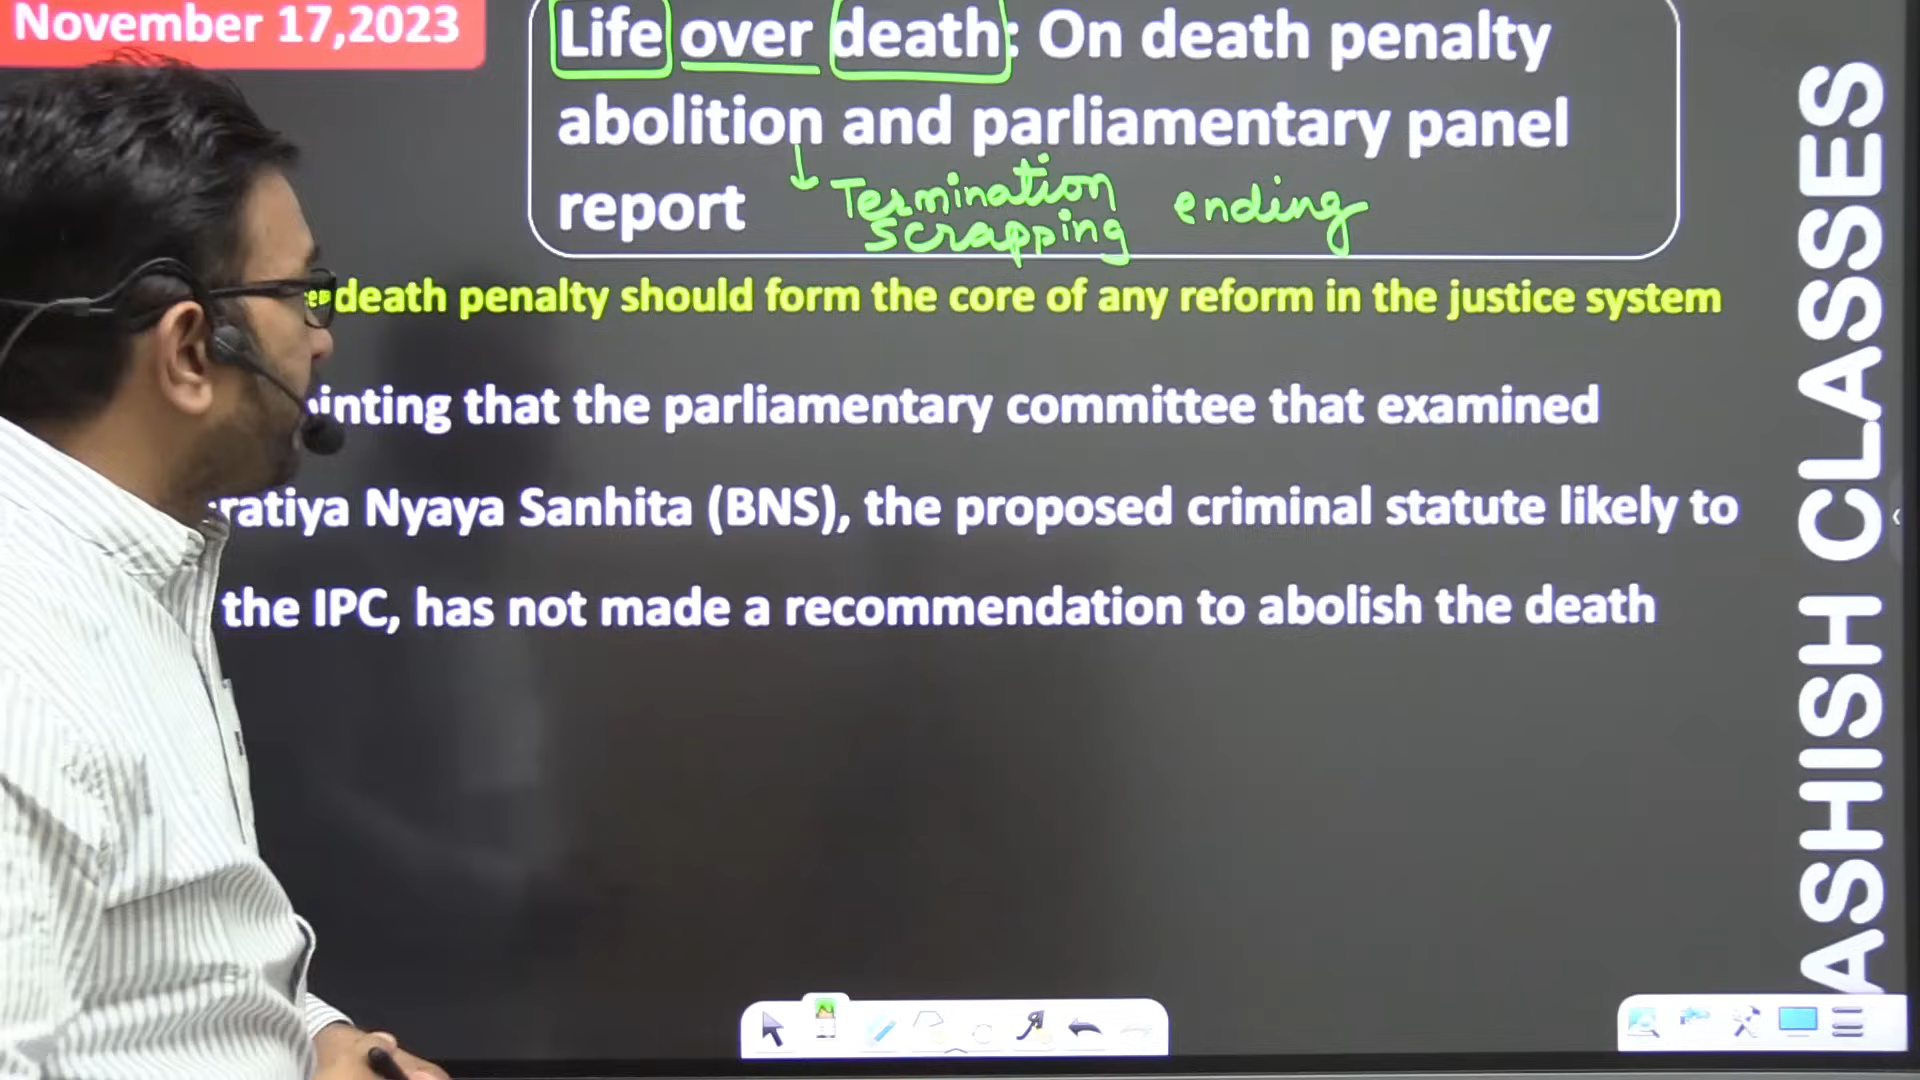 November 17,2023
Life over death: On death penalty
abolition and parliamentary panel
report
Termination
scrapping
ending
death penalty should form the core of any reform in the justice system
that the parliamentary committee that examined
Nyaya Sanhita (BNS), the proposed criminal statute likely to
the IPC, has not made a recommendation to abolish the death
ASHISH CLASSES